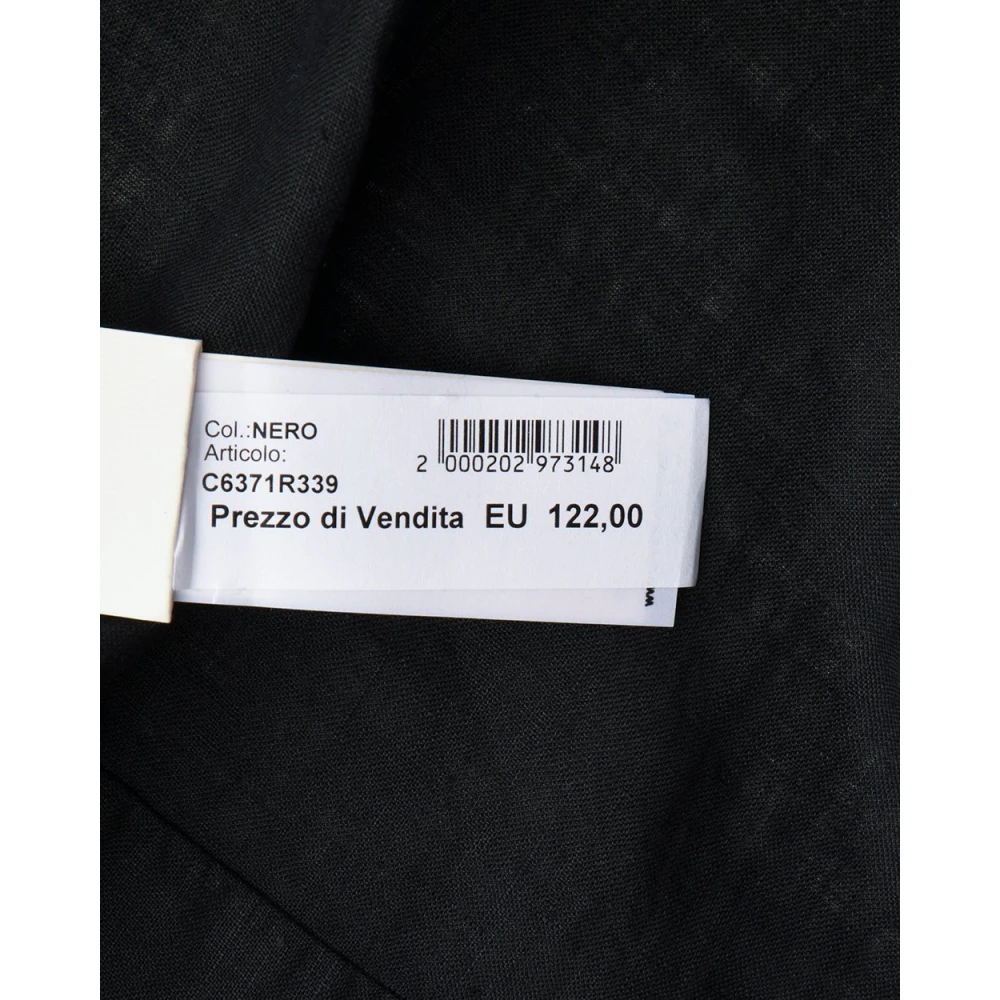 Col.:NERO
Articolo:
C6371R339
2 000202 973148
Prezzo di Vendita EU 122,00